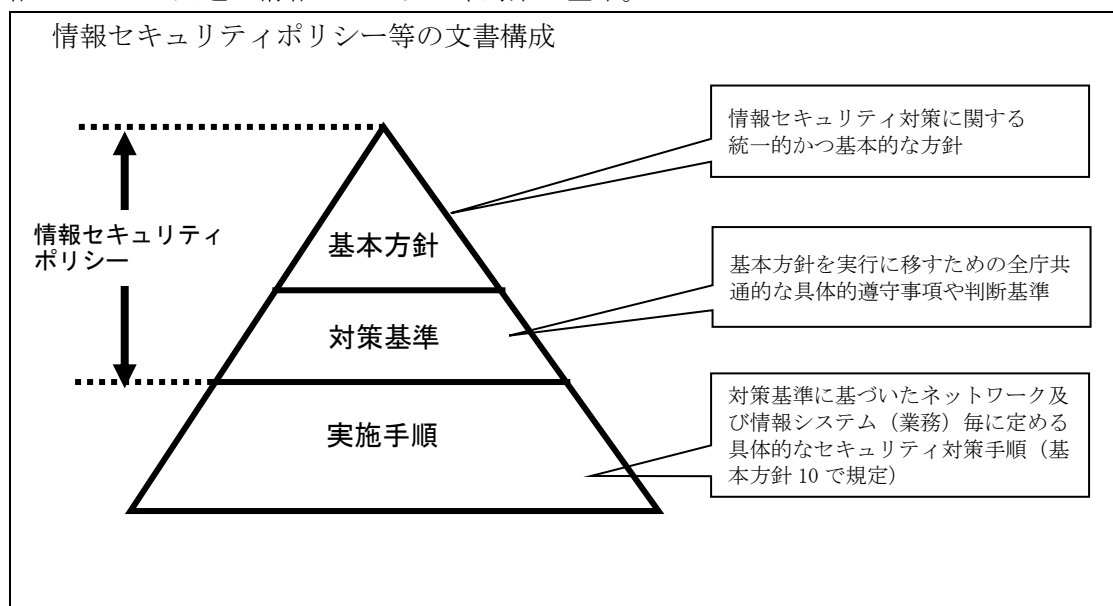 情報セキュリティポリシー等の文書構成
情報セキュリティ対策に関する
統一的かつ基本的な方針
情報セキュリティ
ポリシー
基本方針
基本方針を実行に移すための全庁共
通的な具体的遵守事項や判断基準
対策基準
対策基準に基づいたネットワーク及
び情報システム（業務）毎に定める
具体的なセキュリティ対策手順（基
本方針 10 で規定）
実施手順